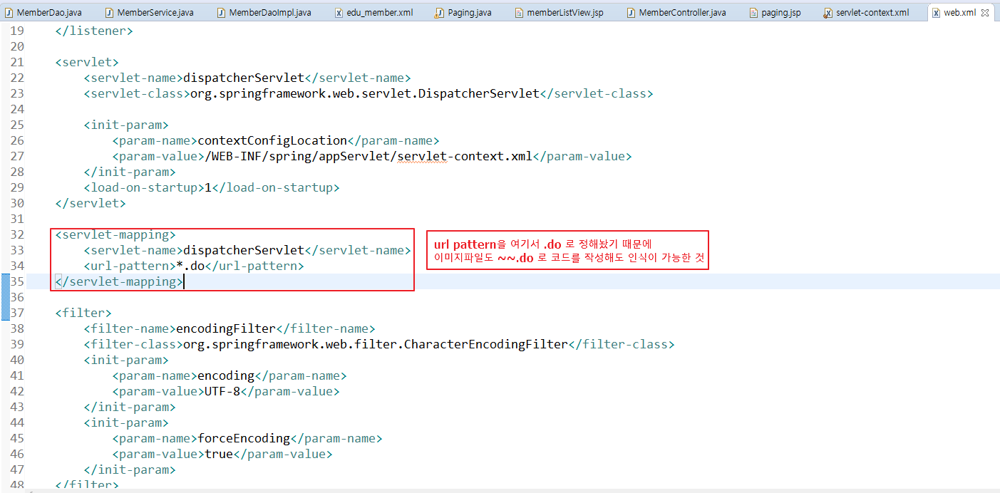 MemberDao.java MemberService.java MemberDaoImpl.java edu_member.xml Paging.java memberListView.jsp MemberController.java paging.jsp servlet-context.xml web.xml
19 </listener>
20
21 <servlet>
22 <servlet-name>dispatcherServlet</servlet-name>
23 <servlet-class>org.springframework.web.servlet.DispatcherServlet</servlet-class>
24
25 <init-param>
26 <param-name>contextConfigLocation</param-name>
27 <param-value>/WEB-INF/spring/appServlet/servlet-context.xml</param-value>
28 </init-param>
29 <load-on-startup>1</load-on-startup>
30 </servlet>
31
32 <servlet-mapping>
33 <servlet-name>dispatcherServlet</servlet-name>
34 <url-pattern>*.do</url-pattern>
35 </servlet-mapping>
url pattern을 여기서 .do 로 정해놨기 때문에
이미지파일도 ~~.do 로 코드를 작성해도 인식이 가능한 것
36
37 <filter>
38 <filter-name>encodingFilter</filter-name>
39 <filter-class>org.springframework.web.filter.CharacterEncodingFilter</filter-class>
40 <init-param>
41 <param-name>encoding</param-name>
42 <param-value>UTF-8</param-value>
43 </init-param>
44 <init-param>
45 <param-name>forceEncoding</param-name>
46 <param-value>true</param-value>
47 </init-param>
48 </filter>